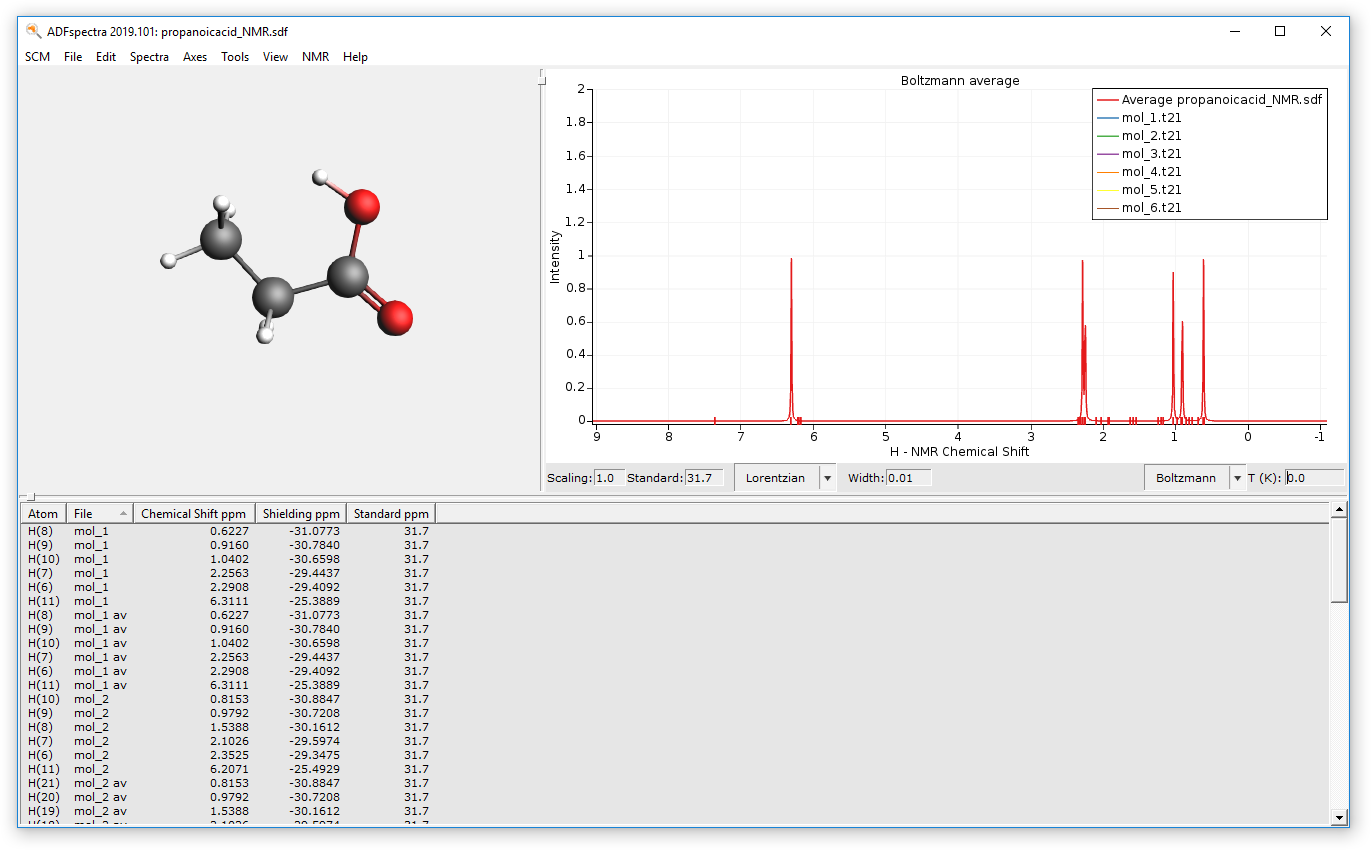 ADFspectra 2019.101: propanoicacid_NMR.sdf
SCM File Edit Spectra Axes Tools View NMR Help
Boltzmann average
Average propanoicacid_NMR.sdf
mol_1.t21
mol_2.t21
mol_3.t21
mol_4.t21
mol_5.t21
mol_6.t21
Intensity
2
1.8
1.6
1.4
1.2
1
0.8
0.6
0.4
0.2
0
9 8 7 6 5 4 3 2 1 0 -1
H - NMR Chemical Shift
Scaling: 1.0 Standard: 31.7 Lorentzian Width: 0.01 Boltzmann T (K): 0.0
Atom File Chemical Shift ppm Shielding ppm Standard ppm
H(8) mol_1 0.6227 -31.0773 31.7
H(9) mol_1 0.9160 -30.7840 31.7
H(10) mol_1 1.0402 -30.6598 31.7
H(7) mol_1 2.2563 -29.4437 31.7
H(6) mol_1 2.2908 -29.4092 31.7
H(11) mol_1 6.3111 -25.3889 31.7
H(8) mol_1 av 0.6227 -31.0773 31.7
H(9) mol_1 av 0.9160 -30.7840 31.7
H(10) mol_1 av 1.0402 -30.6598 31.7
H(7) mol_1 av 2.2563 -29.4437 31.7
H(6) mol_1 av 2.2908 -29.4092 31.7
H(11) mol_1 av 6.3111 -25.3889 31.7
H(10) mol_2 0.8153 -30.8847 31.7
H(9) mol_2 0.9792 -30.7208 31.7
H(8) mol_2 1.5388 -30.1612 31.7
H(7) mol_2 2.1026 -29.5974 31.7
H(6) mol_2 2.3525 -29.3475 31.7
H(11) mol_2 6.2071 -25.4929 31.7
H(21) mol_2 av 0.8153 -30.8847 31.7
H(20) mol_2 av 0.9792 -30.7208 31.7
H(19) mol_2 av 1.5388 -30.1612 31.7